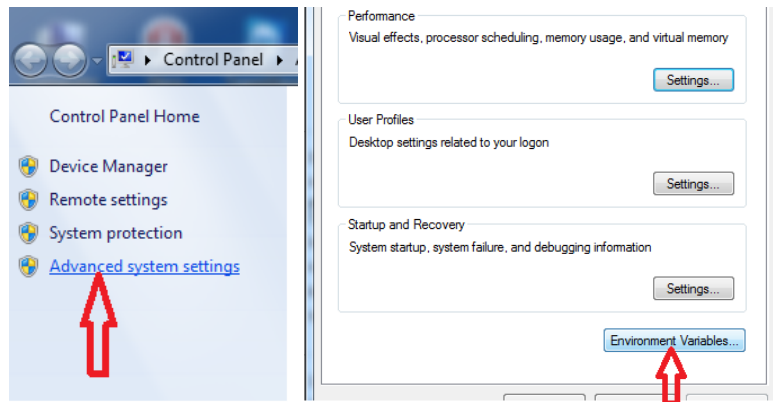 Control Panel
Control Panel Home
Device Manager
Remote settings
System protection
Advanced system settings
Performance
Visual effects, processor scheduling, memory usage, and virtual memory
Settings...
User Profiles
Desktop settings related to your logon
Settings...
Startup and Recovery
System startup, system failure, and debugging information
Settings...
Environment Variables...